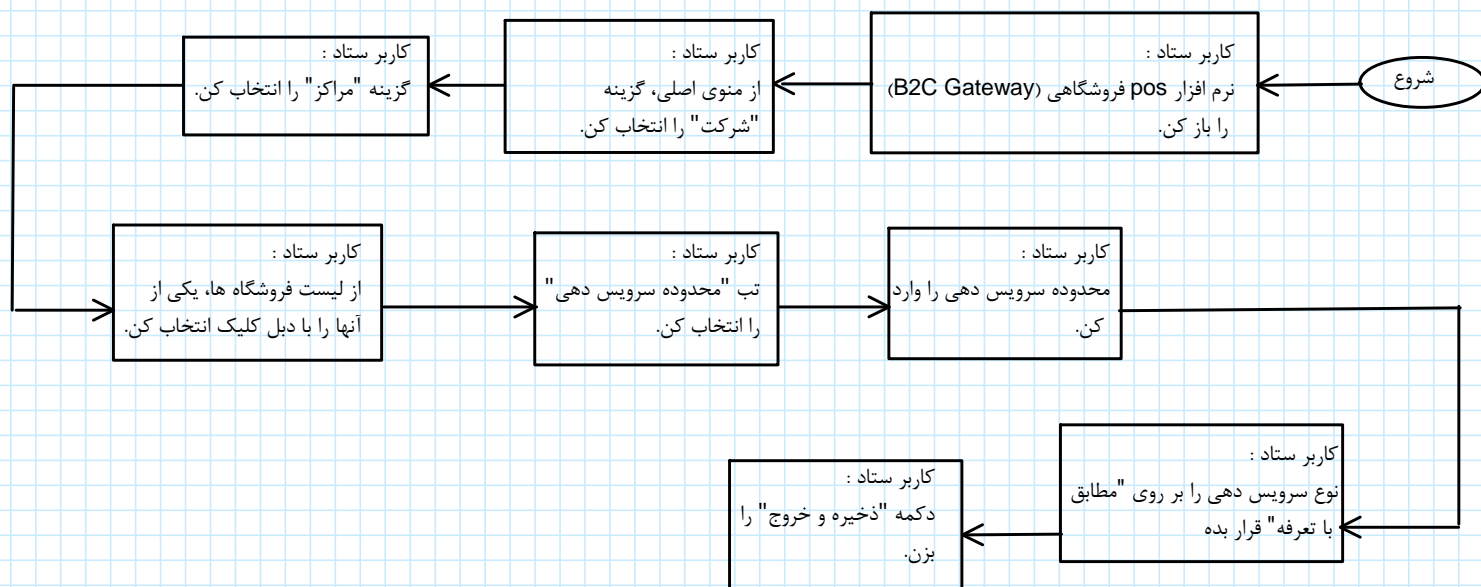 شروع
کاربر ستاد :
نرم افزار pos فروشگاهی (B2C Gateway)
را باز کن.
کاربر ستاد :
از منوی اصلی، گزینه
"شرکت" را انتخاب کن.
کاربر ستاد :
گزینه "مراکز" را انتخاب کن.
کاربر ستاد :
از لیست فروشگاه ها، یکی از
آنها را با دبل کلیک انتخاب کن.
کاربر ستاد :
تب "محدوده سرویس دهی"
را انتخاب کن.
کاربر ستاد :
محدوده سرویس دهی را وارد
کن.
کاربر ستاد :
نوع سرویس دهی را بر روی "مطابق
با تعرفه" قرار بده
کاربر ستاد :
دکمه "ذخیره و خروج" را
بزن.